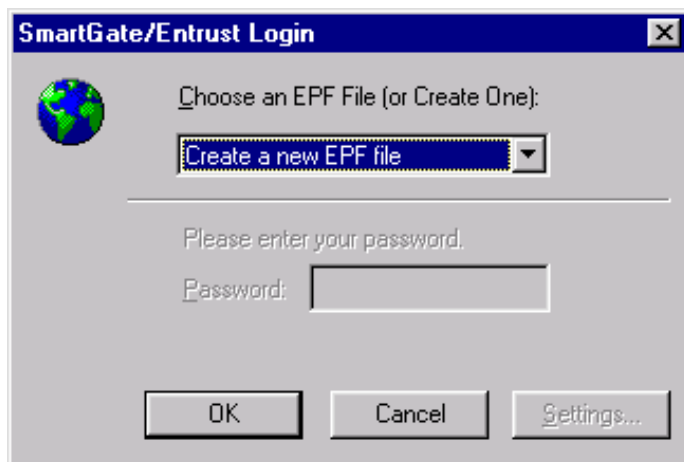 SmartGate/Entrust Login
Choose an EPF File (or Create One):
Create a new EPF file
Please enter your password.
Password:
OK Cancel Settings...